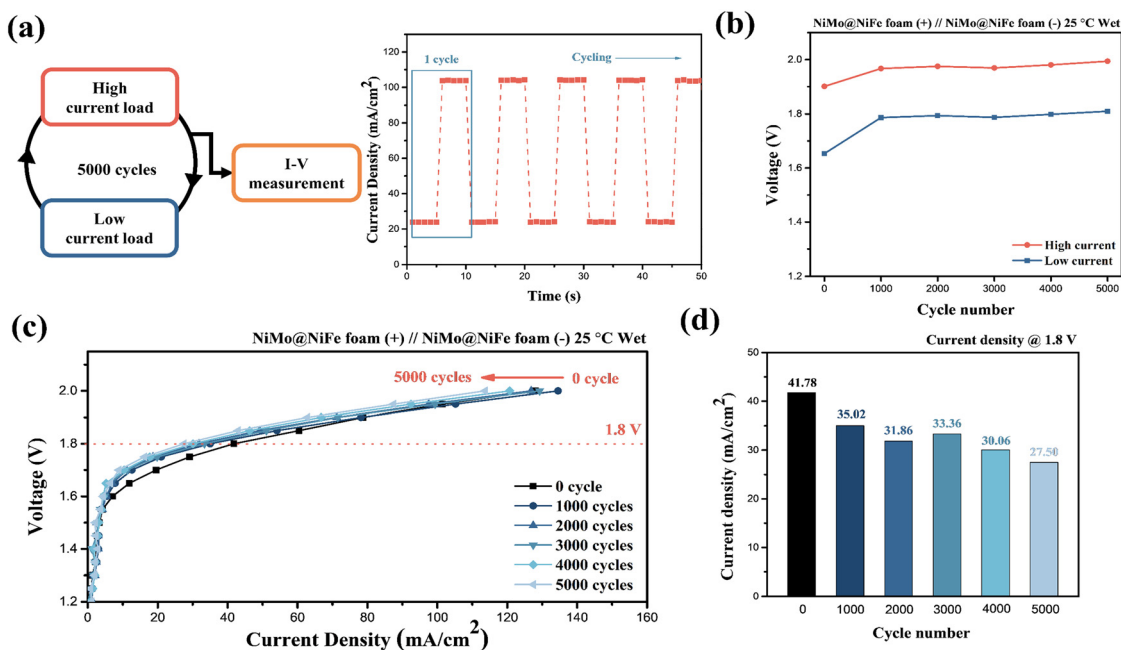 (a)
High
current load
5000 cycles
Low
current load
I-V
measurement
1 cycle
Cycling
Current Density (mA/cm²)
140
120
100
80
60
40
20
0
0
10
20
30
40
50
Time (s)
(b)
NiMo@NiFe foam (+) // NiMo@NiFe foam (-) 25 °C Wet
Voltage (V)
2.0
1.8
1.6
1.4
1.2
High current
Low current
0
1000
2000
3000
4000
5000
Cycle number
(c)
NiMo@NiFe foam (+) // NiMo@NiFe foam (-) 25 °C Wet
5000 cycles
0 cycle
1.8 V
Voltage (V)
2.0
1.8
1.6
1.4
1.2
0 cycle
1000 cycles
2000 cycles
3000 cycles
4000 cycles
5000 cycles
0
20
40
60
80
100
120
140
160
Current Density (mA/cm²)
(d)
Current density @ 1.8 V
Current density (mA/cm²)
50
40
30
20
10
0
41.78
35.02
31.86
33.36
30.06
27.50
0
1000
2000
3000
4000
5000
Cycle number